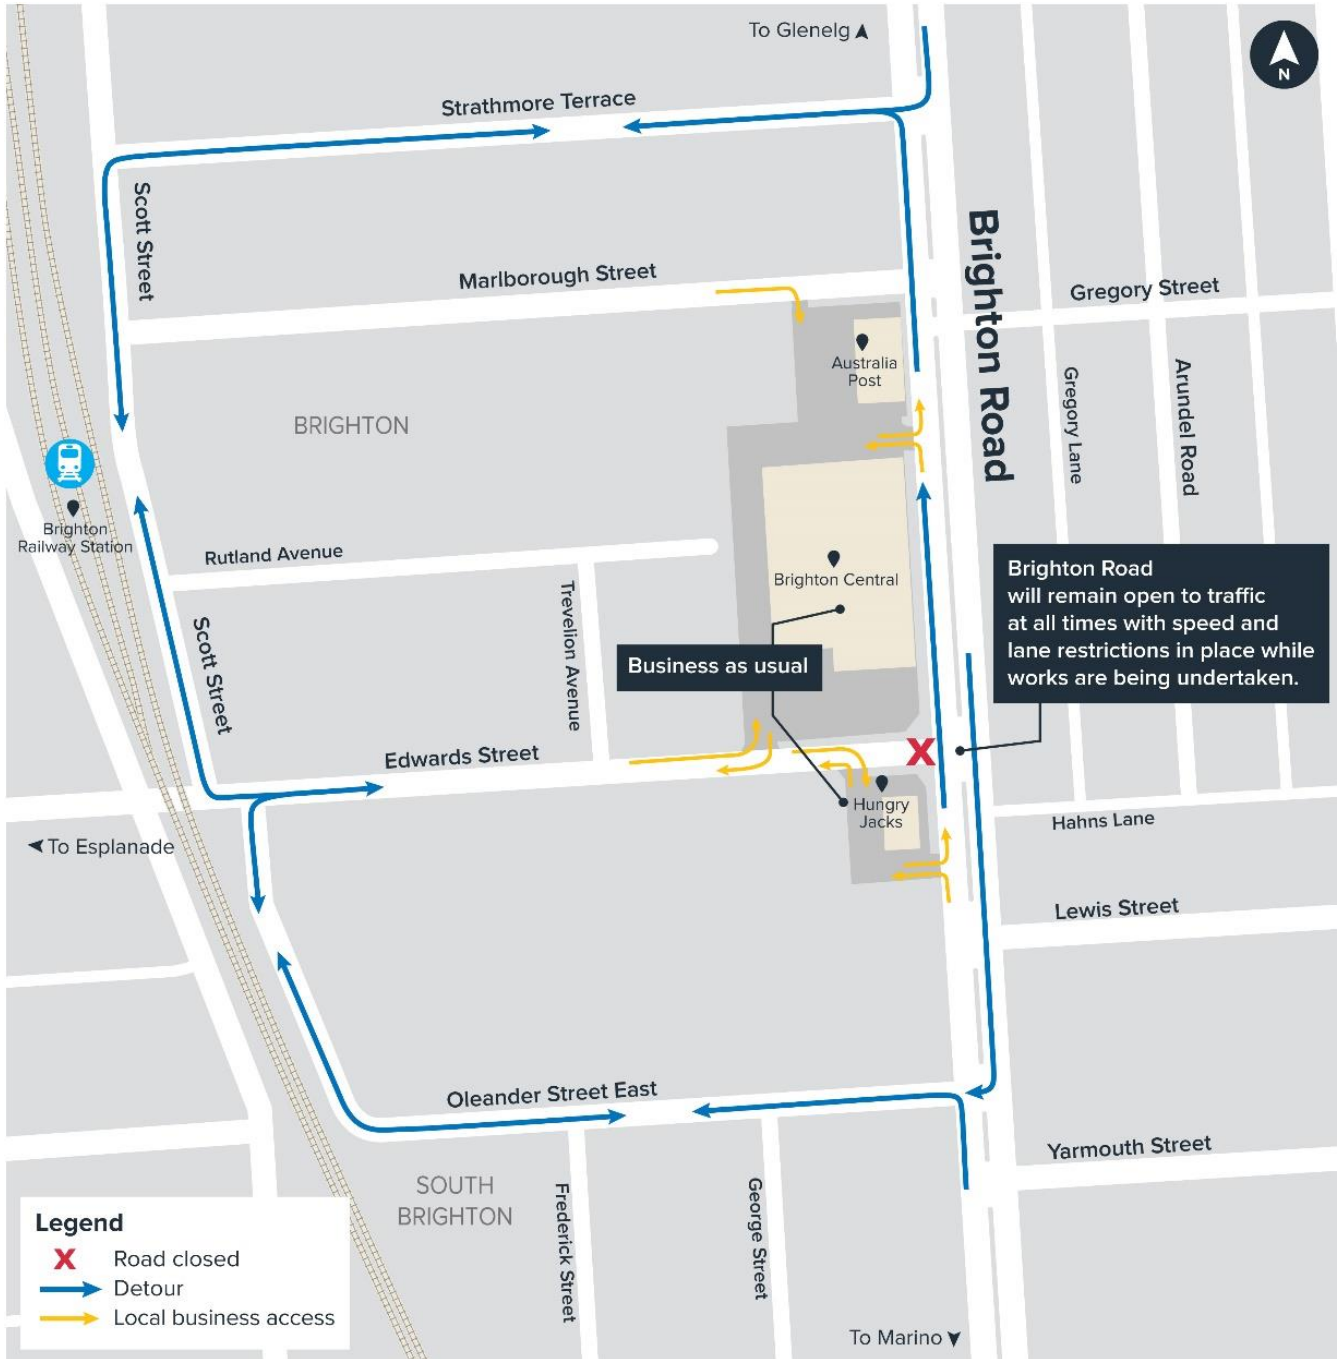 To Glenelg
N
Strathmore Terrace
Scott Street
Brighton Road
Marlborough Street
Gregory Street
Australia
Post
Gregory Lane
Arundel Road
BRIGHTON
Brighton
Railway Station
Rutland Avenue
Trevelion Avenue
Brighton Central
Brighton Road
will remain open to traffic
at all times with speed and
lane restrictions in place while
works are being undertaken.
Scott Street
Business as usual
Edwards Street
X
Hungry
Jacks
Hahns Lane
To Esplanade
Lewis Street
Oleander Street East
Yarmouth Street
SOUTH
BRIGHTON
Frederick Street
George Street
Legend
X Road closed
Detour
Local business access
To Marino